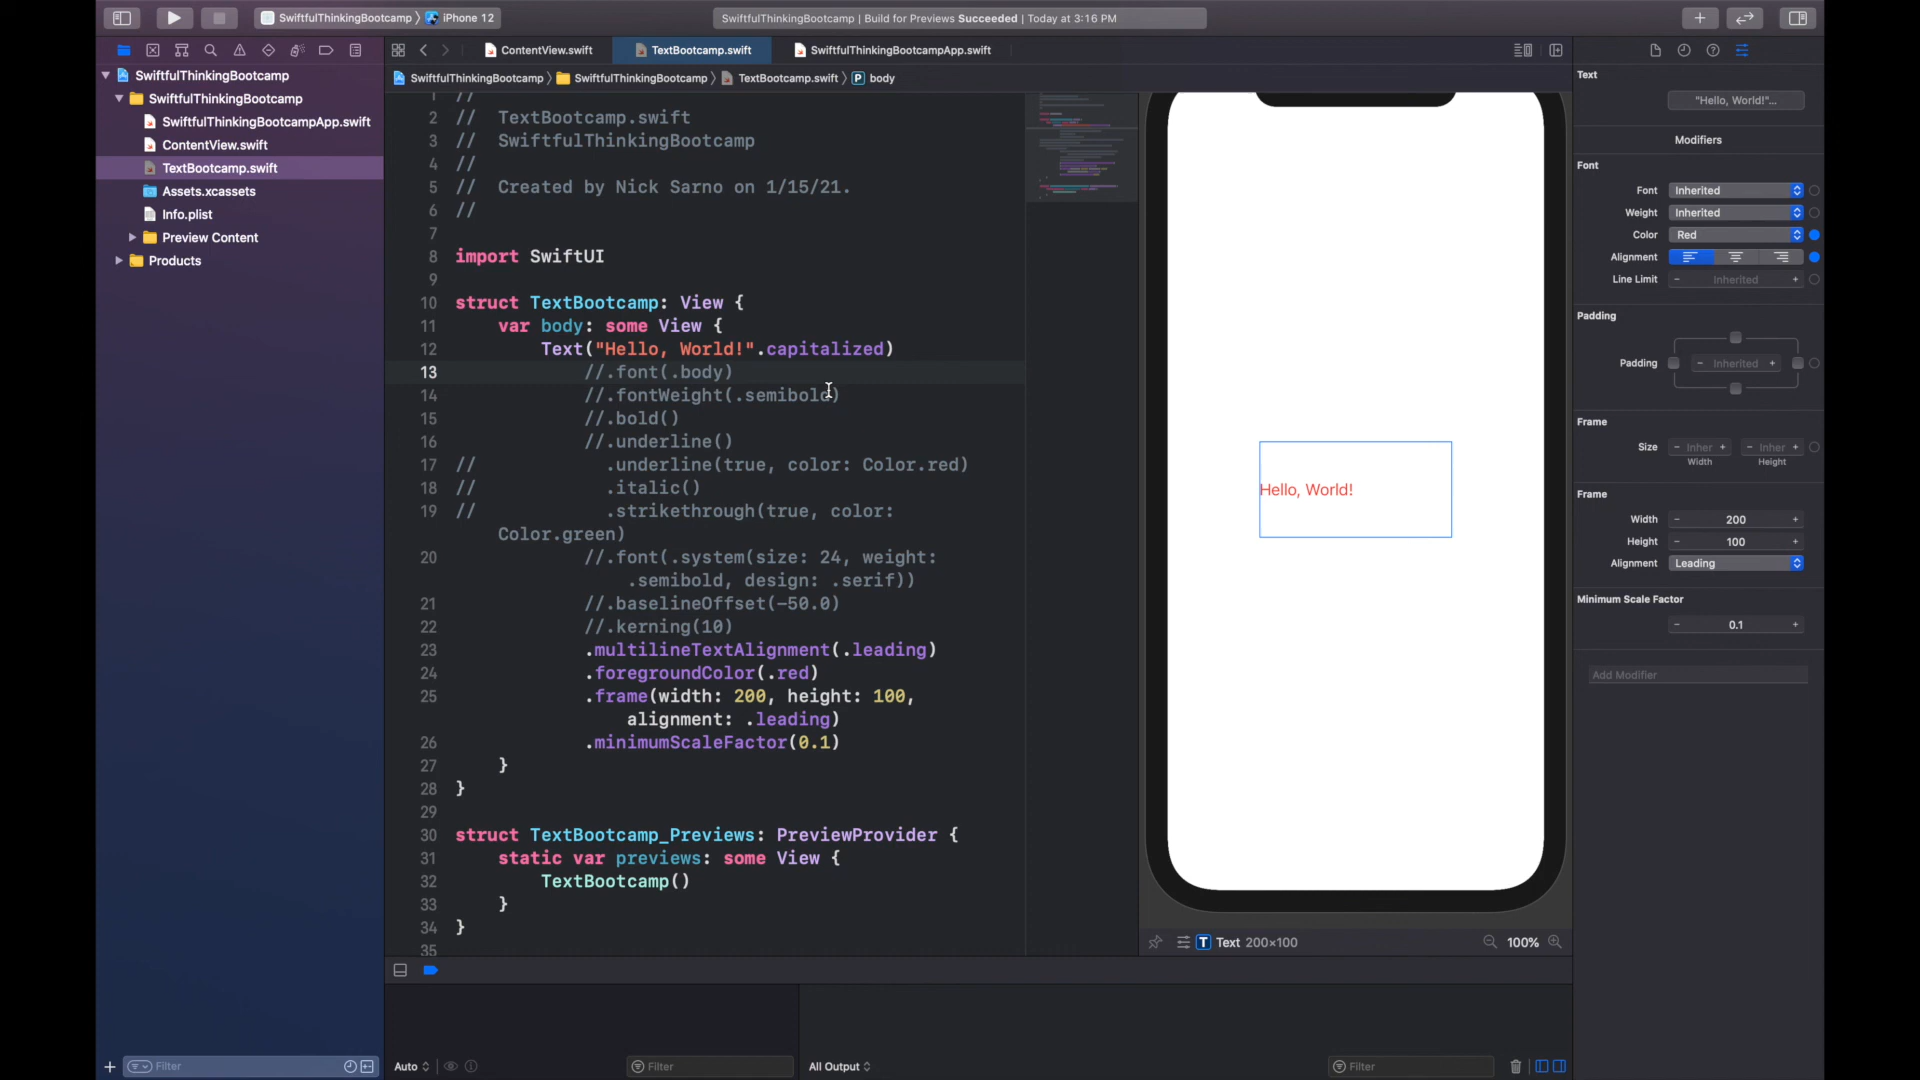 SwiftfulThinkingBootcamp 〉 iPhone 12
SwiftfulThinkingBootcamp | Build for Previews Succeeded | Today at 3:16 PM
ContentView.swift
TextBootcamp.swift
SwiftfulThinkingBootcampApp.swift
SwiftfulThinkingBootcamp 〉 SwiftfulThinkingBootcamp 〉 TextBootcamp.swift 〉 P body
SwiftfulThinkingBootcamp
SwiftfulThinkingBootcamp
SwiftfulThinkingBootcampApp.swift
ContentView.swift
TextBootcamp.swift
Assets.xcassets
Info.plist
Preview Content
Products
1 //
2 // TextBootcamp.swift
3 // SwiftfulThinkingBootcamp
4 //
5 // Created by Nick Sarno on 1/15/21.
6 //
7
8 import SwiftUI
9
10 struct TextBootcamp: View {
11 var body: some View {
12 Text("Hello, World!".capitalized)
13 //.font(.body)
14 //.fontWeight(.semibold)
15 //.bold()
16 //.underline()
17 // .underline(true, color: Color.red)
18 // .italic()
19 // .strikethrough(true, color:
Color.green)
20 //.font(.system(size: 24, weight:
.semibold, design: .serif))
21 //.baselineOffset(-50.0)
22 //.kerning(10)
23 .multilineTextAlignment(.leading)
24 .foregroundColor(.red)
25 .frame(width: 200, height: 100,
alignment: .leading)
26 .minimumScaleFactor(0.1)
27 }
28 }
29
30 struct TextBootcamp_Previews: PreviewProvider {
31 static var previews: some View {
32 TextBootcamp()
33 }
34 }
35
Hello, World!
T Text 200×100
100%
Text
"Hello, World!"...
Modifiers
Font
Font Inherited
Weight Inherited
Color Red
Alignment
Line Limit − Inherited +
Padding
Padding − Inherited +
Frame
Size − Inher + − Inher +
Width Height
Frame
Width − 200 +
Height − 100 +
Alignment Leading
Minimum Scale Factor
− 0.1 +
Add Modifier
+ Filter
Auto
Filter
All Output
Filter